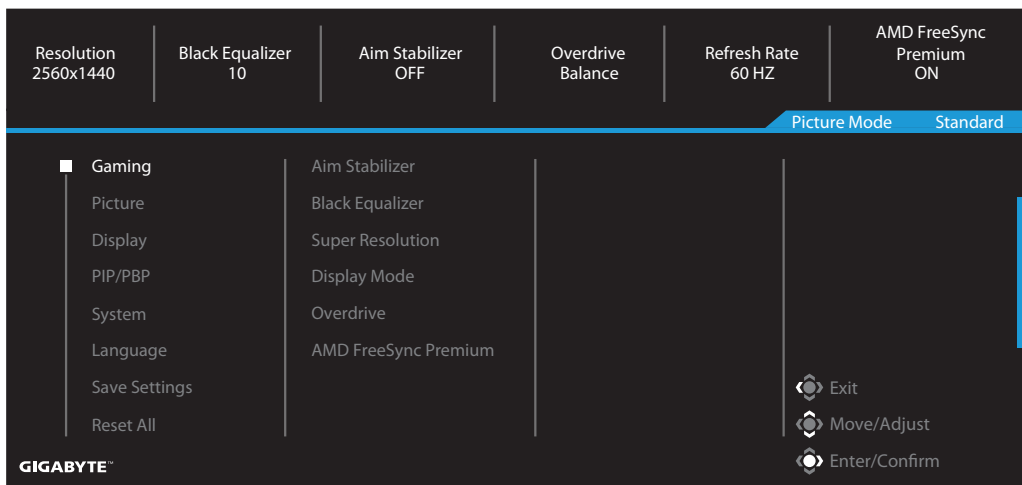 Resolution
2560x1440
Black Equalizer
10
Aim Stabilizer
OFF
Overdrive
Balance
Refresh Rate
60 HZ
AMD FreeSync
Premium
ON
Picture Mode Standard
Gaming
Picture
Display
PIP/PBP
System
Language
Save Settings
Reset All
Aim Stabilizer
Black Equalizer
Super Resolution
Display Mode
Overdrive
AMD FreeSync Premium
Exit
Move/Adjust
Enter/Confirm
GIGABYTE™